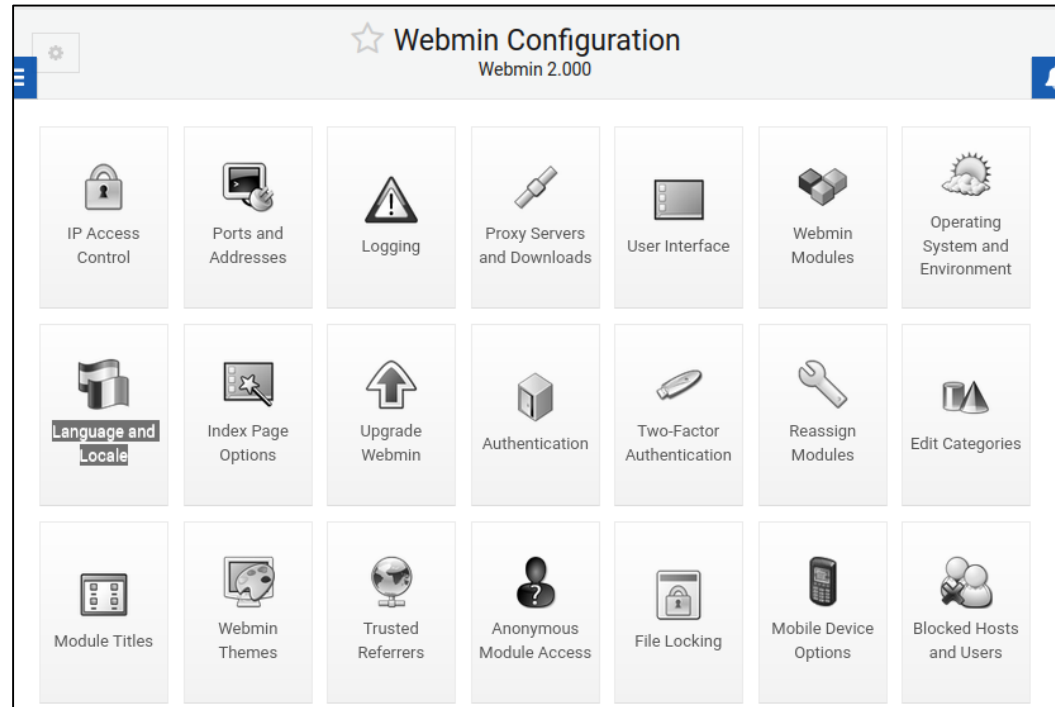 Webmin Configuration
Webmin 2.000
IP Access
Control
Ports and
Addresses
Logging
Proxy Servers
and Downloads
User Interface
Webmin
Modules
Operating
System and
Environment
Language and
Locale
Index Page
Options
Upgrade
Webmin
Authentication
Two-Factor
Authentication
Reassign
Modules
Edit Categories
Module Titles
Webmin
Themes
Trusted
Referrers
Anonymous
Module Access
File Locking
Mobile Device
Options
Blocked Hosts
and Users